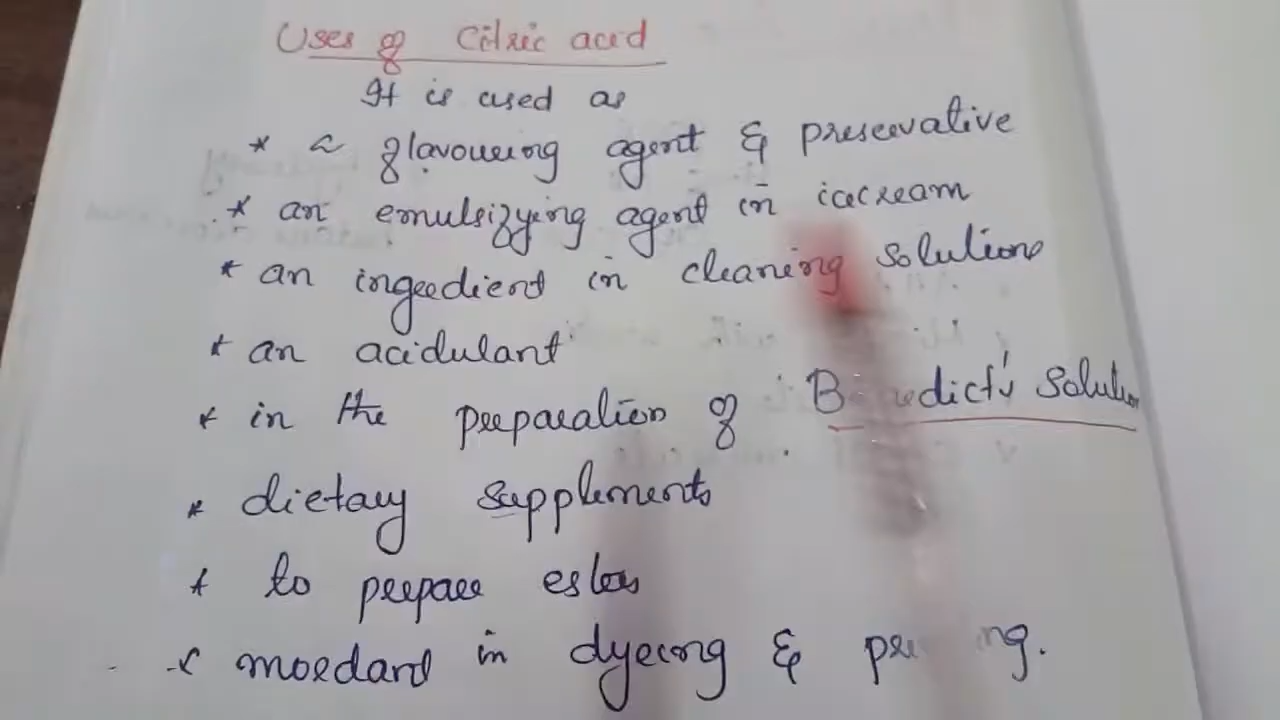 Uses of Citric acid
It is used as
* a flavouring agent & preservative
* an emulsifying agent in icecream
* an ingredient in cleaning solutions
* an acidulant
* in the preparation of Benedict's solution
* dietary supplements
* to prepare esters
* mordant in dyeing &